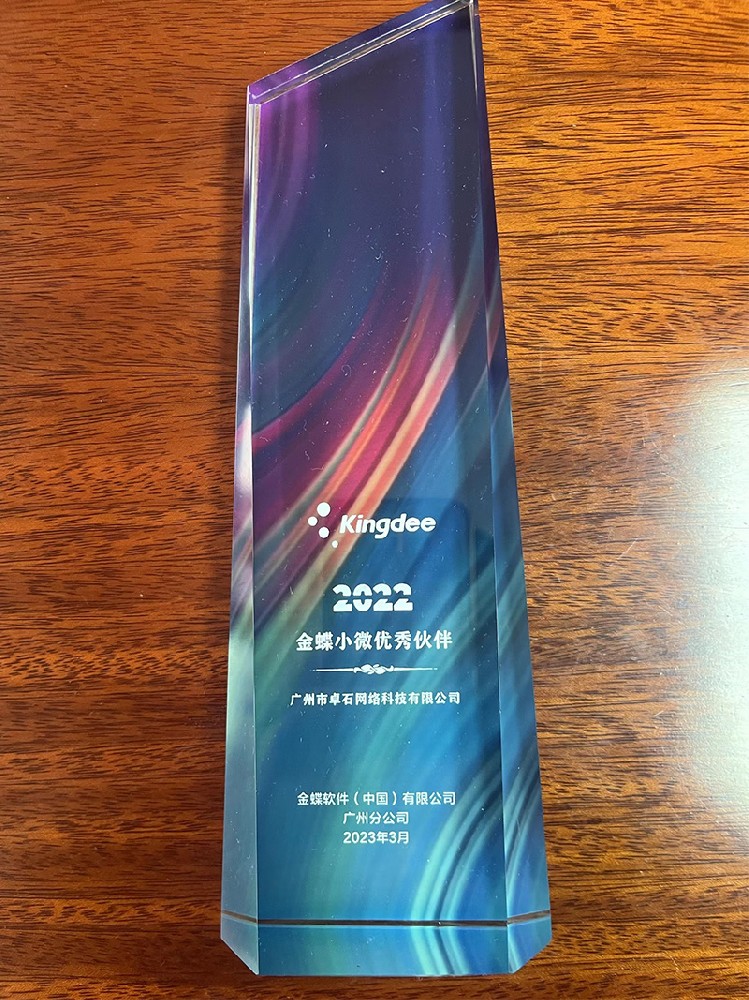 Kingdee
2022
金蝶小微优秀伙伴
广州市卓石网络科技有限公司
金蝶软件（中国）有限公司
广州分公司
2023年3月